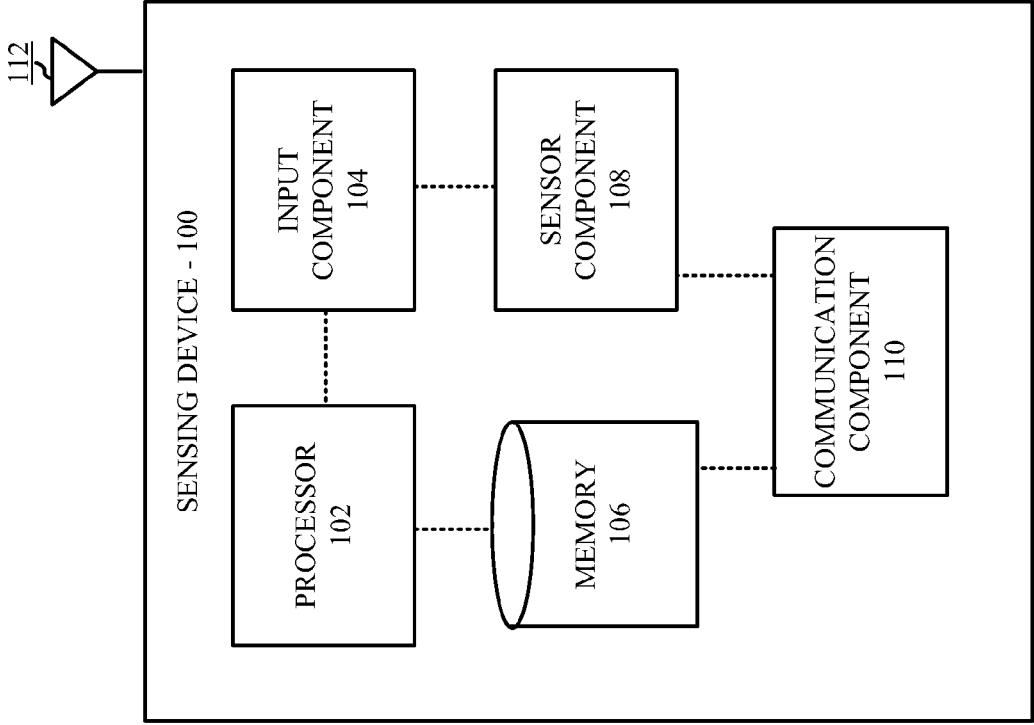 112
SENSING DEVICE - 100
PROCESSOR
102
INPUT
COMPONENT
104
MEMORY
106
SENSOR
COMPONENT
108
COMMUNICATION
COMPONENT
110